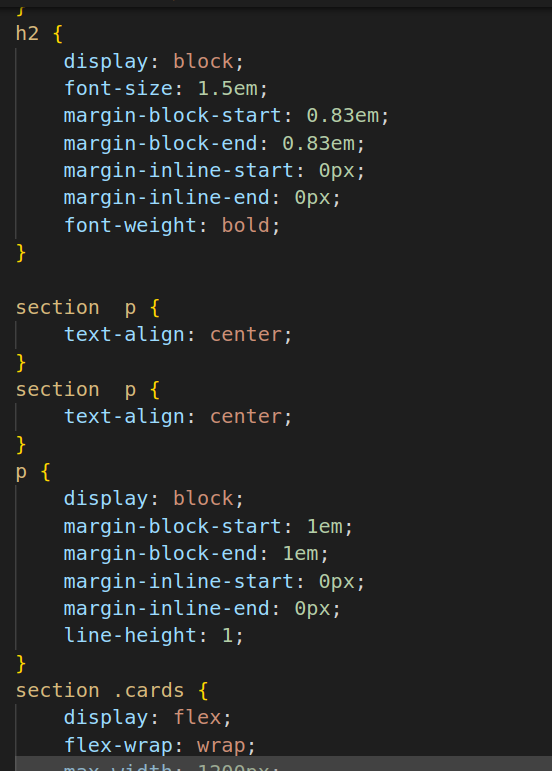 }
h2 {
    display: block;
    font-size: 1.5em;
    margin-block-start: 0.83em;
    margin-block-end: 0.83em;
    margin-inline-start: 0px;
    margin-inline-end: 0px;
    font-weight: bold;
}

section  p {
    text-align: center;
}
section  p {
    text-align: center;
}
p {
    display: block;
    margin-block-start: 1em;
    margin-block-end: 1em;
    margin-inline-start: 0px;
    margin-inline-end: 0px;
    line-height: 1;
}
section .cards {
    display: flex;
    flex-wrap: wrap;
    max-width: 1200px;